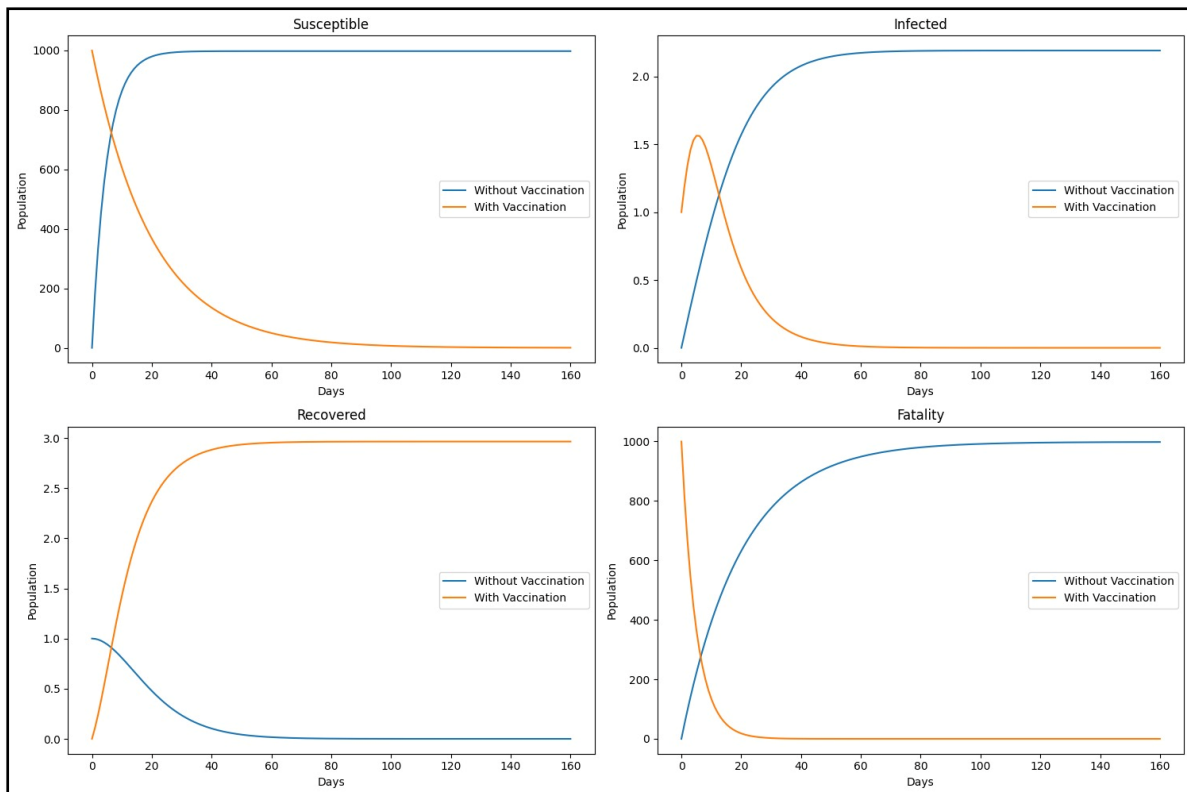 Susceptible
1000
800
600
400
200
0
Population
Without Vaccination
With Vaccination
0 20 40 60 80 100 120 140 160
Days
Infected
2.0
1.5
1.0
0.5
0.0
Population
Without Vaccination
With Vaccination
0 20 40 60 80 100 120 140 160
Days
Recovered
3.0
2.5
2.0
1.5
1.0
0.5
0.0
Population
Without Vaccination
With Vaccination
0 20 40 60 80 100 120 140 160
Days
Fatality
1000
800
600
400
200
0
Population
Without Vaccination
With Vaccination
0 20 40 60 80 100 120 140 160
Days